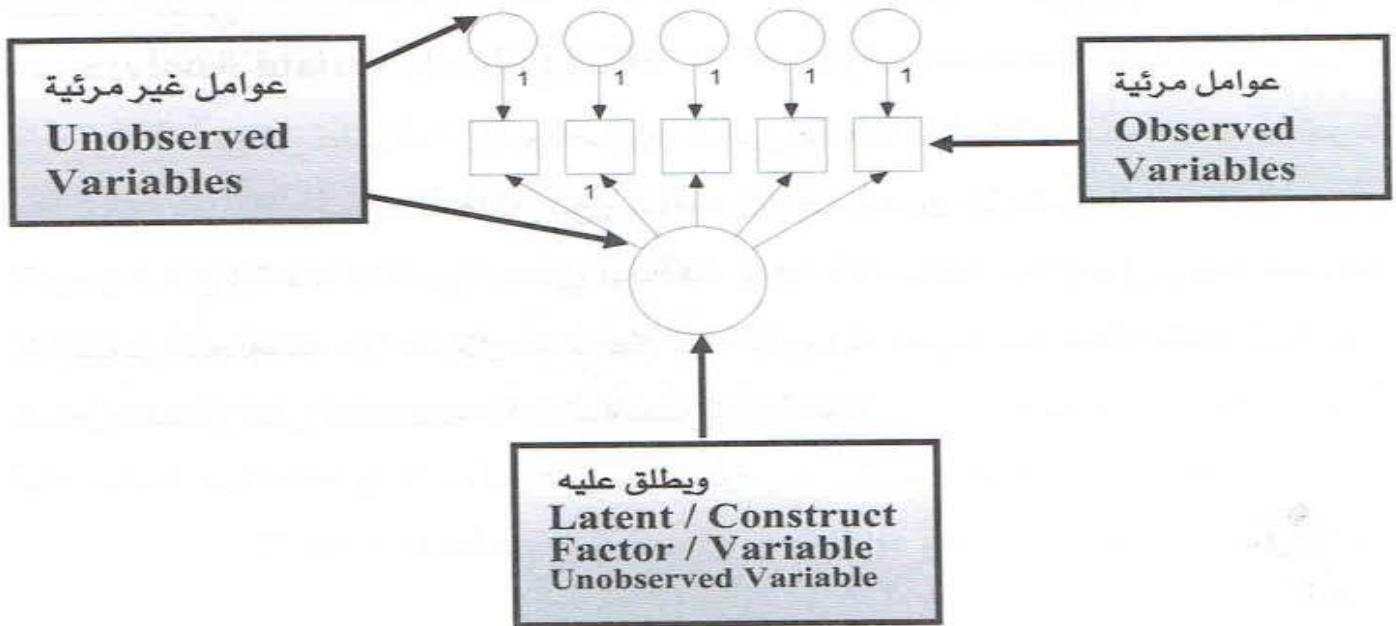 1 1 1 1 1
عوامل غير مرئية
Unobserved
Variables
عوامل مرئية
Observed
Variables
1
ويطلق عليه
Latent / Construct
Factor / Variable
Unobserved Variable